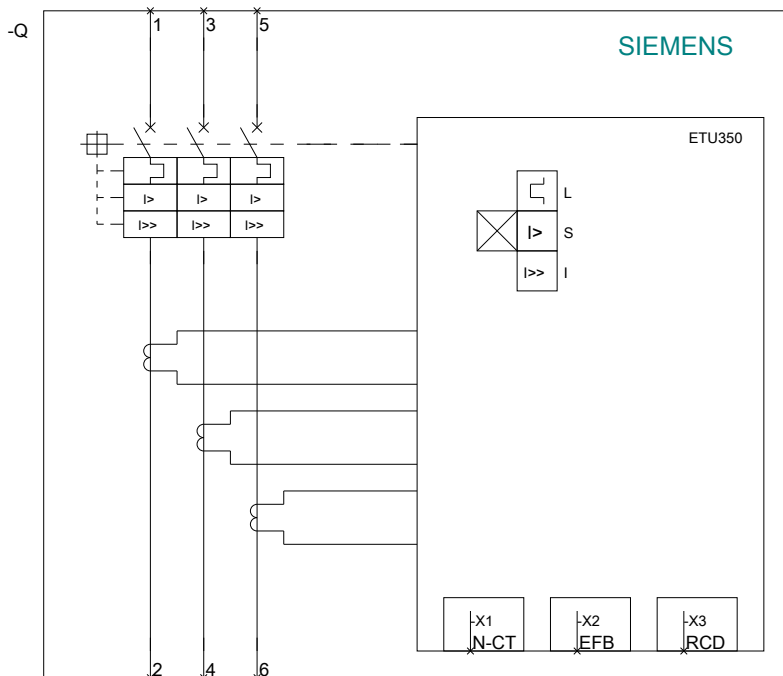 -Q
1 3 5
SIEMENS
ETU350
I> I> I>
I>> I>> I>>
L
I> S
I>> I
-X1 -X2 -X3
N-CT EFB RCD
2 4 6